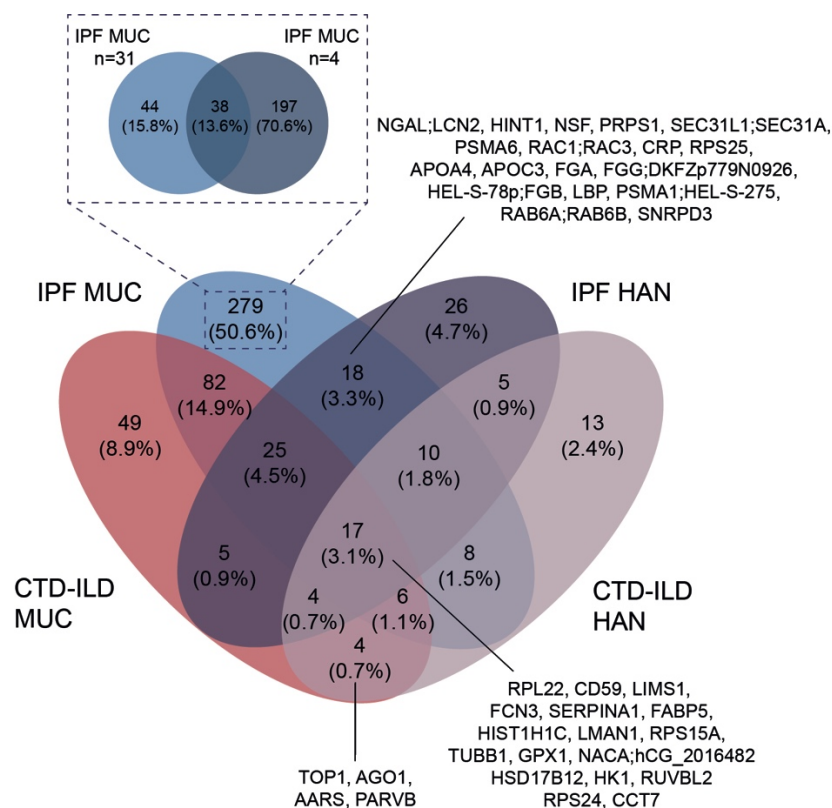 IPF MUC
n=31
IPF MUC
n=4
44
(15.8%)
38
(13.6%)
197
(70.6%)
NGAL;LCN2, HINT1, NSF, PRPS1, SEC31L1;SEC31A,
PSMA6, RAC1;RAC3, CRP, RPS25,
APOA4, APOC3, FGA, FGG;DKFZp779N0926,
HEL-S-78p;FGB, LBP, PSMA1;HEL-S-275,
RAB6A;RAB6B, SNRPD3
IPF MUC
IPF HAN
279
(50.6%)
26
(4.7%)
82
(14.9%)
18
(3.3%)
5
(0.9%)
49
(8.9%)
13
(2.4%)
25
(4.5%)
10
(1.8%)
17
(3.1%)
5
(0.9%)
8
(1.5%)
CTD-ILD
MUC
CTD-ILD
HAN
4
(0.7%)
6
(1.1%)
4
(0.7%)
RPL22, CD59, LIMS1,
FCN3, SERPINA1, FABP5,
HIST1H1C, LMAN1, RPS15A,
TUBB1, GPX1, NACA;hCG_2016482
HSD17B12, HK1, RUVBL2
RPS24, CCT7
TOP1, AGO1,
AARS, PARVB